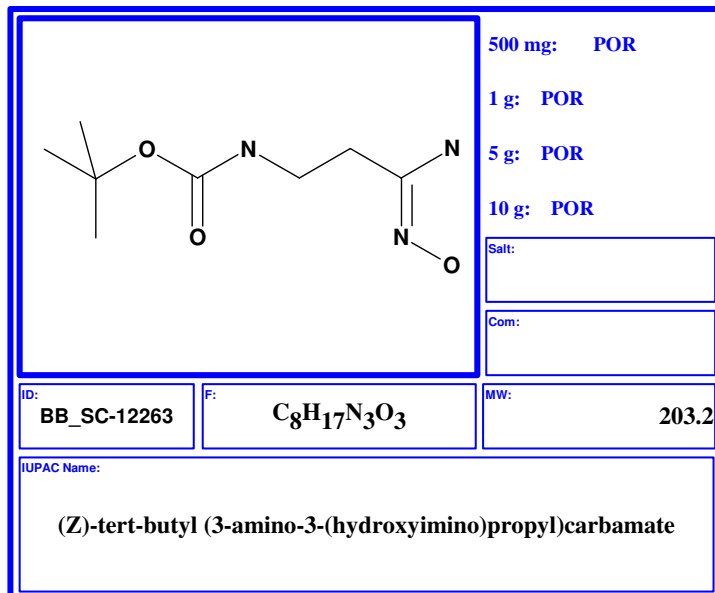 500 mg: POR
1 g: POR
5 g: POR
10 g: POR
O
N
N
O
N
O
Salt:
Com:
ID:
BB_SC-12263
F:
C₈H₁₇N₃O₃
MW:
203.2
IUPAC Name:
(Z)-tert-butyl (3-amino-3-(hydroxyimino)propyl)carbamate